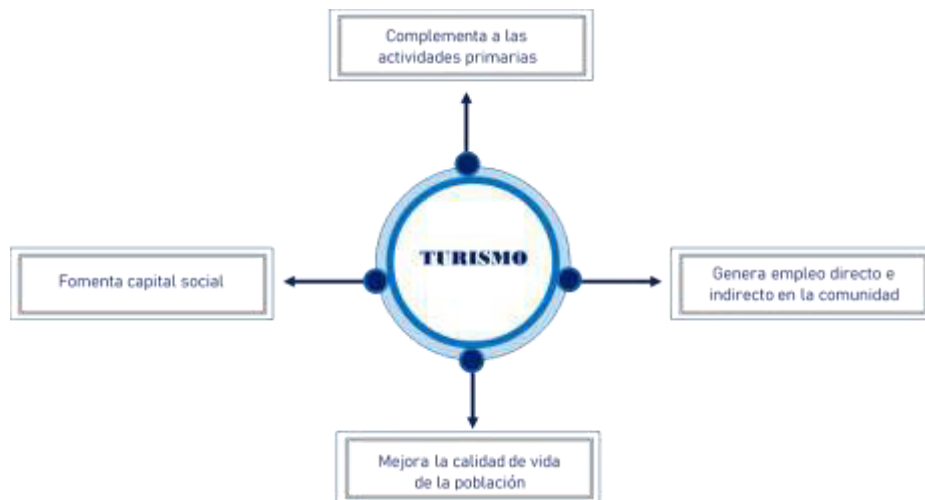 Complementa a las
actividades primarias
TURISMO
Fomenta capital social
Genera empleo directo e
indirecto en la comunidad
Mejora la calidad de vida
de la población